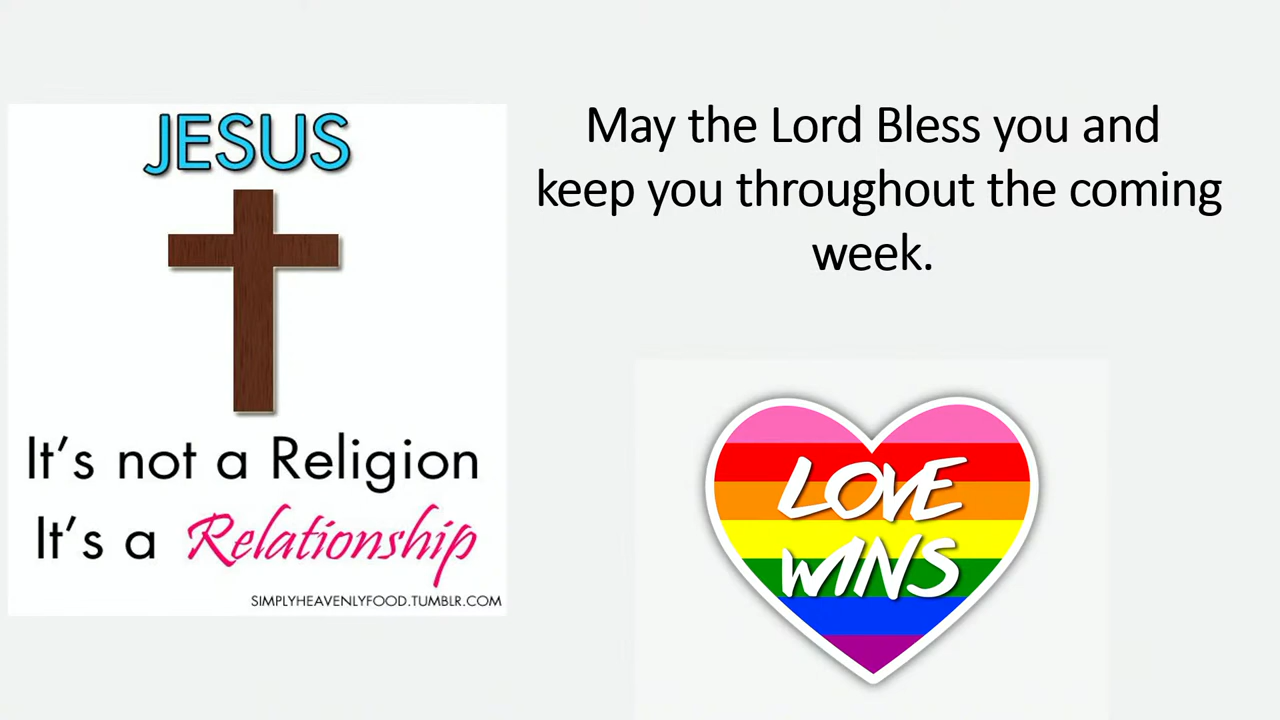 JESUS
It's not a Religion
It's a Relationship
SIMPLYHEAVENLYFOOD.TUMBLR.COM
May the Lord Bless you and
keep you throughout the coming
week.
LOVE
WINS